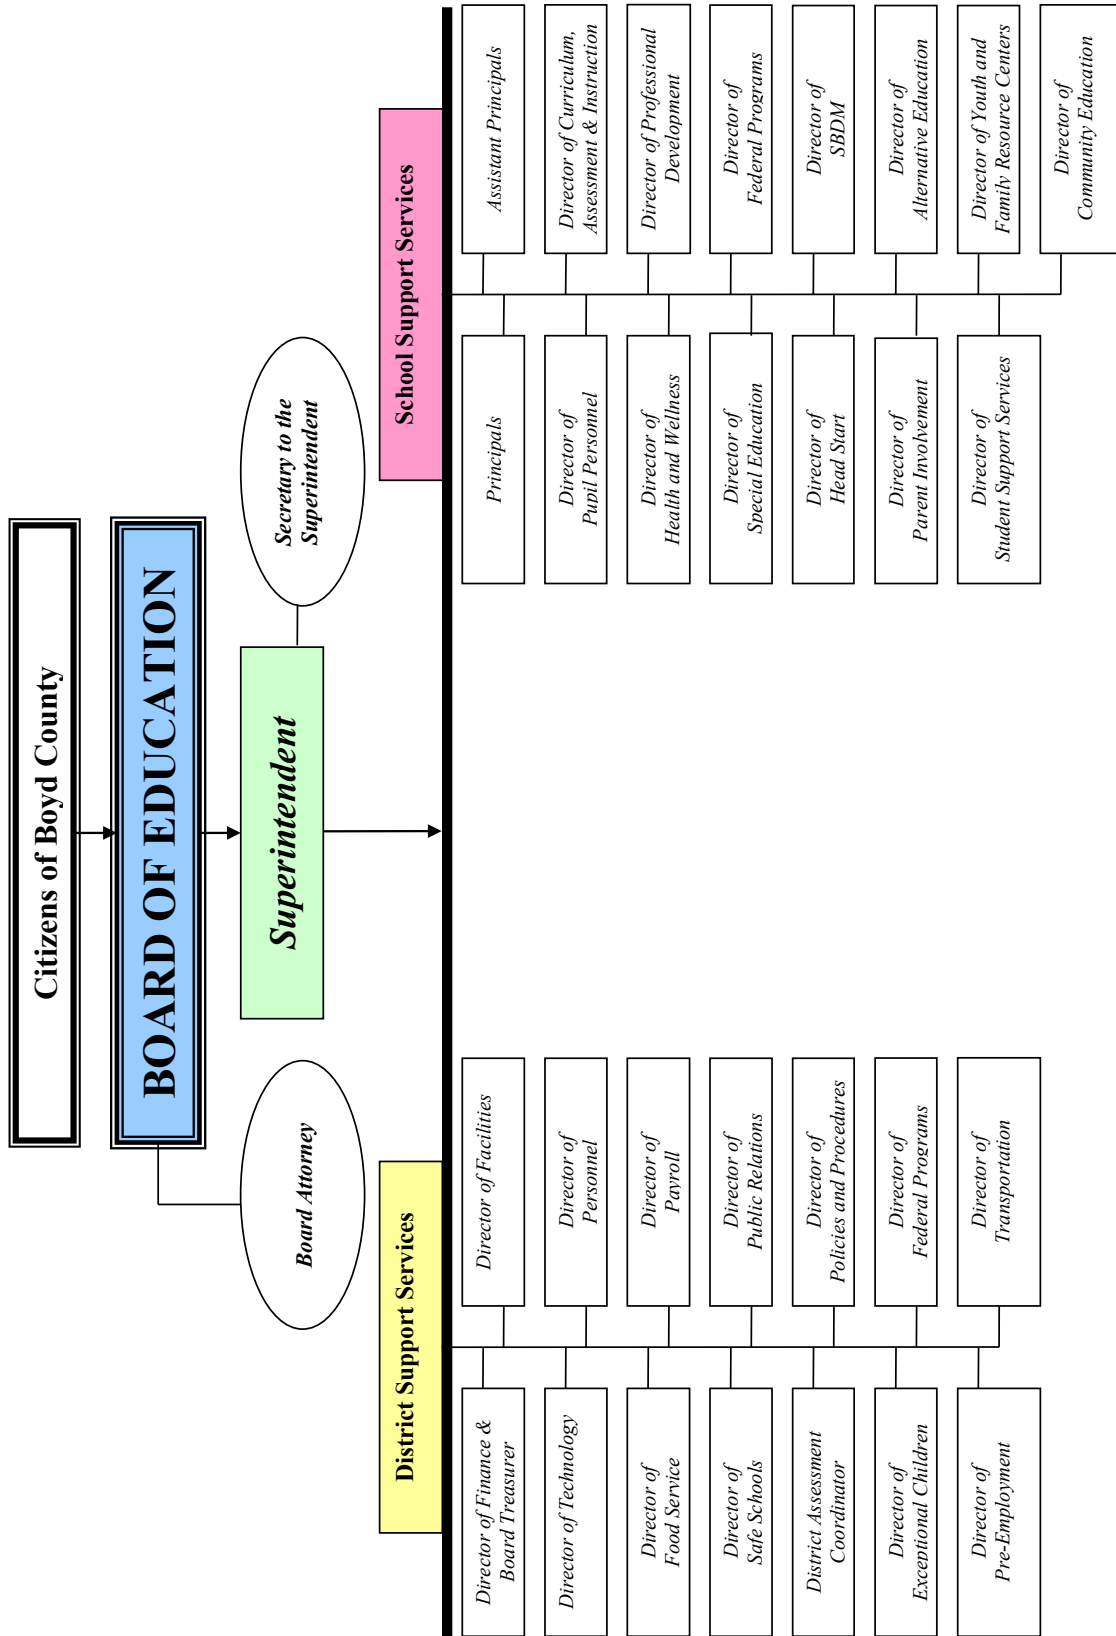 Citizens of Boyd County
BOARD OF EDUCATION
Board Attorney
Superintendent
Secretary to the
Superintendent
District Support Services
School Support Services
Director of Finance &
Board Treasurer
Director of Facilities
Director of Technology
Director of
Personnel
Director of
Food Service
Director of
Payroll
Director of
Safe Schools
Director of
Public Relations
District Assessment
Coordinator
Director of
Policies and Procedures
Director of
Exceptional Children
Director of
Federal Programs
Director of
Pre-Employment
Director of
Transportation
Principals
Assistant Principals
Director of
Pupil Personnel
Director of Curriculum,
Assessment & Instruction
Director of
Health and Wellness
Director of Professional
Development
Director of
Special Education
Director of
Federal Programs
Director of
Head Start
Director of
SBDM
Director of
Parent Involvement
Director of
Alternative Education
Director of
Student Support Services
Director of Youth and
Family Resource Centers
Director of
Community Education